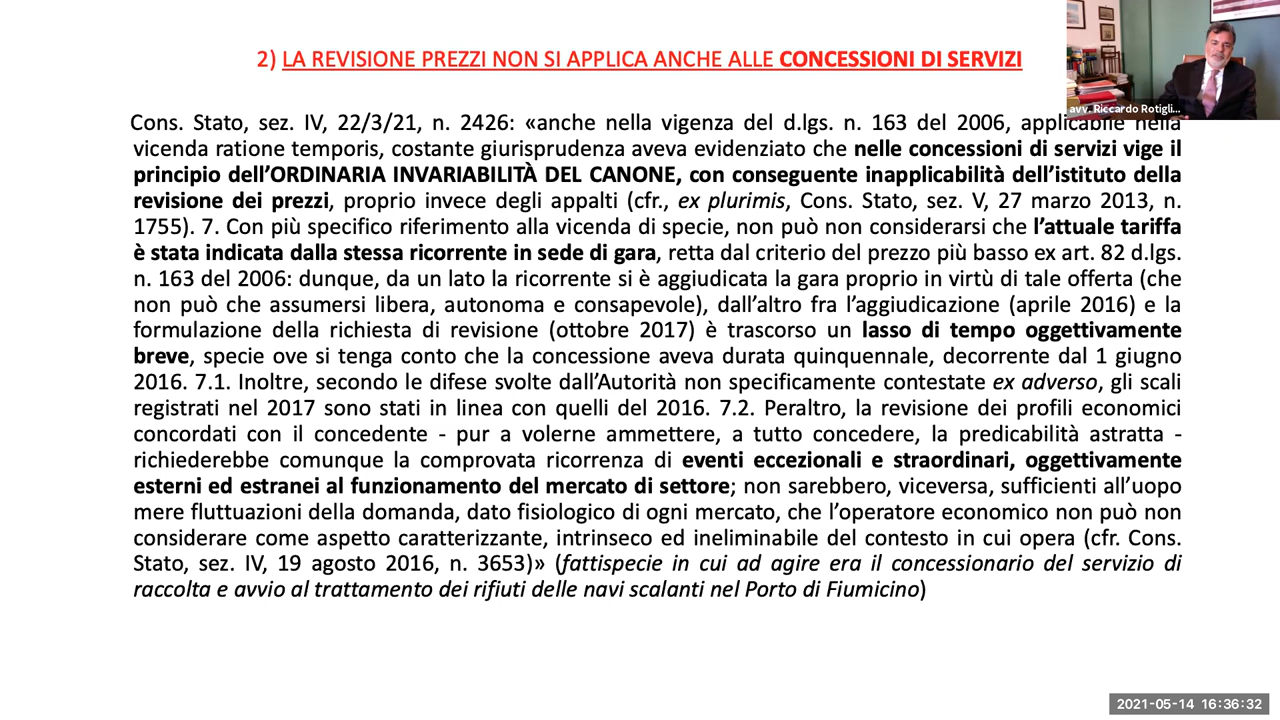 2) LA REVISIONE PREZZI NON SI APPLICA ANCHE ALLE CONCESSIONI DI SERVIZI
avv. Riccardo Rotigli...
Cons. Stato, sez. IV, 22/3/21, n. 2426: «anche nella vigenza del d.lgs. n. 163 del 2006, applicabile nella
vicenda ratione temporis, costante giurisprudenza aveva evidenziato che nelle concessioni di servizi vige il
principio dell’ORDINARIA INVARIABILITÀ DEL CANONE, con conseguente inapplicabilità dell’istituto della
revisione dei prezzi, proprio invece degli appalti (cfr., ex plurimis, Cons. Stato, sez. V, 27 marzo 2013, n.
1755). 7. Con più specifico riferimento alla vicenda di specie, non può non considerarsi che l’attuale tariffa
è stata indicata dalla stessa ricorrente in sede di gara, retta dal criterio del prezzo più basso ex art. 82 d.lgs.
n. 163 del 2006: dunque, da un lato la ricorrente si è aggiudicata la gara proprio in virtù di tale offerta (che
non può che assumersi libera, autonoma e consapevole), dall’altro fra l’aggiudicazione (aprile 2016) e la
formulazione della richiesta di revisione (ottobre 2017) è trascorso un lasso di tempo oggettivamente
breve, specie ove si tenga conto che la concessione aveva durata quinquennale, decorrente dal 1 giugno
2016. 7.1. Inoltre, secondo le difese svolte dall’Autorità non specificamente contestate ex adverso, gli scali
registrati nel 2017 sono stati in linea con quelli del 2016. 7.2. Peraltro, la revisione dei profili economici
concordati con il concedente - pur a volerne ammettere, a tutto concedere, la predicabilità astratta -
richiederebbe comunque la comprovata ricorrenza di eventi eccezionali e straordinari, oggettivamente
esterni ed estranei al funzionamento del mercato di settore; non sarebbero, viceversa, sufficienti all’uopo
mere fluttuazioni della domanda, dato fisiologico di ogni mercato, che l’operatore economico non può non
considerare come aspetto caratterizzante, intrinseco ed ineliminabile del contesto in cui opera (cfr. Cons.
Stato, sez. IV, 19 agosto 2016, n. 3653)» (fattispecie in cui ad agire era il concessionario del servizio di
raccolta e avvio al trattamento dei rifiuti delle navi scalanti nel Porto di Fiumicino)
2021-05-14 16:36:32